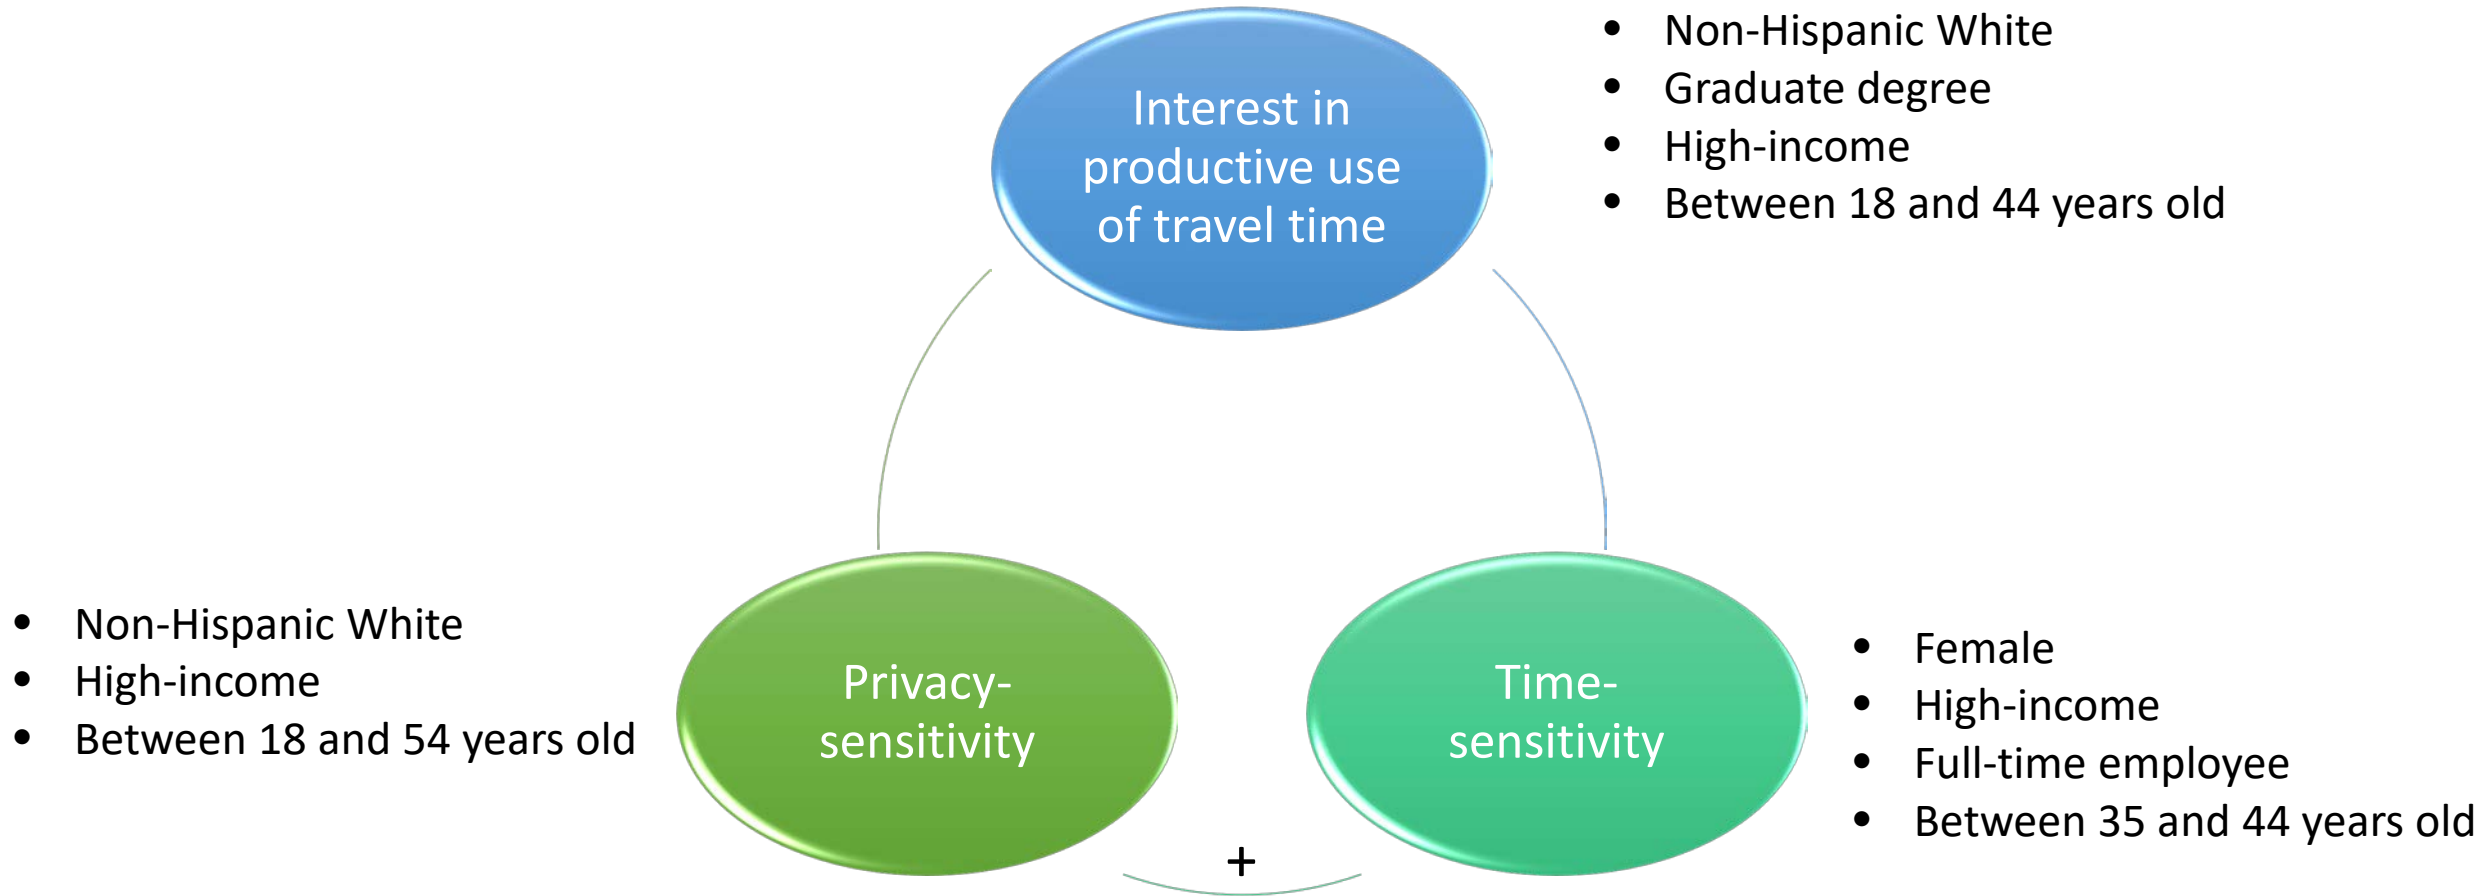 Interest in
productive use
of travel time
• Non-Hispanic White
• Graduate degree
• High-income
• Between 18 and 44 years old
• Non-Hispanic White
• High-income
• Between 18 and 54 years old
Privacy-
sensitivity
+
Time-
sensitivity
• Female
• High-income
• Full-time employee
• Between 35 and 44 years old